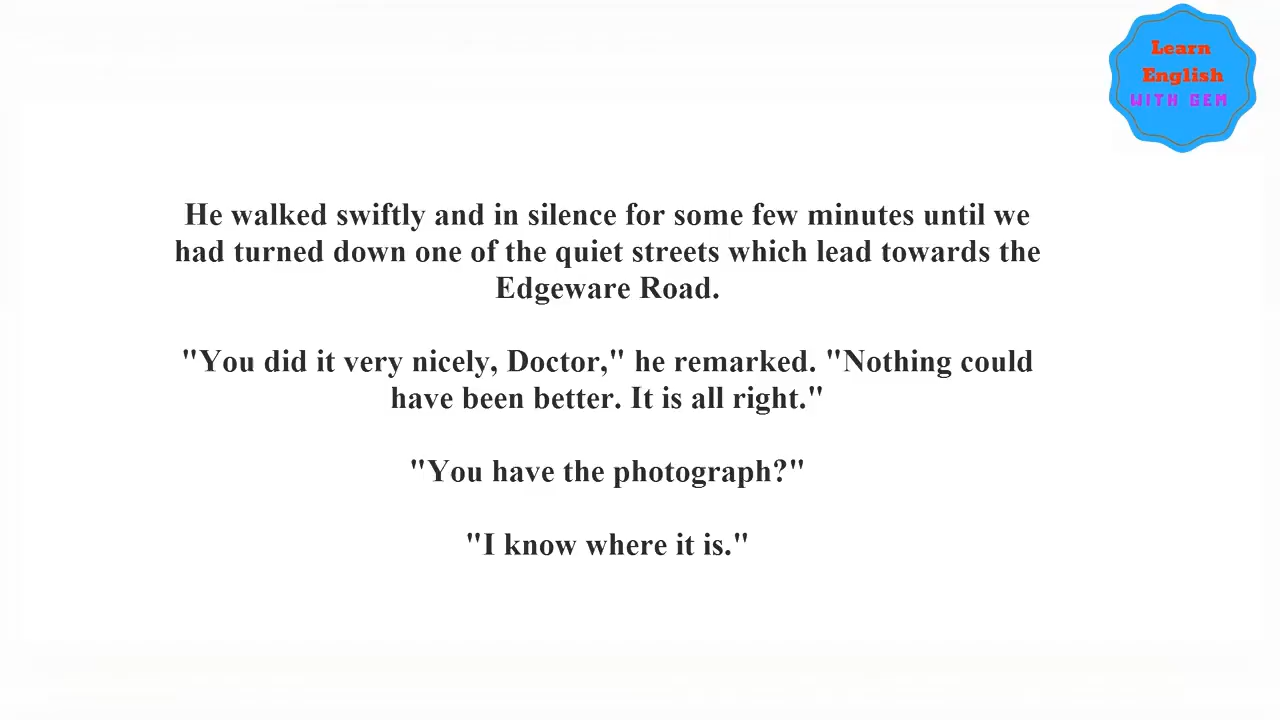 Learn
English
WITH GEM
He walked swiftly and in silence for some few minutes until we
had turned down one of the quiet streets which lead towards the
Edgeware Road.
"You did it very nicely, Doctor," he remarked. "Nothing could
have been better. It is all right."
"You have the photograph?"
"I know where it is."